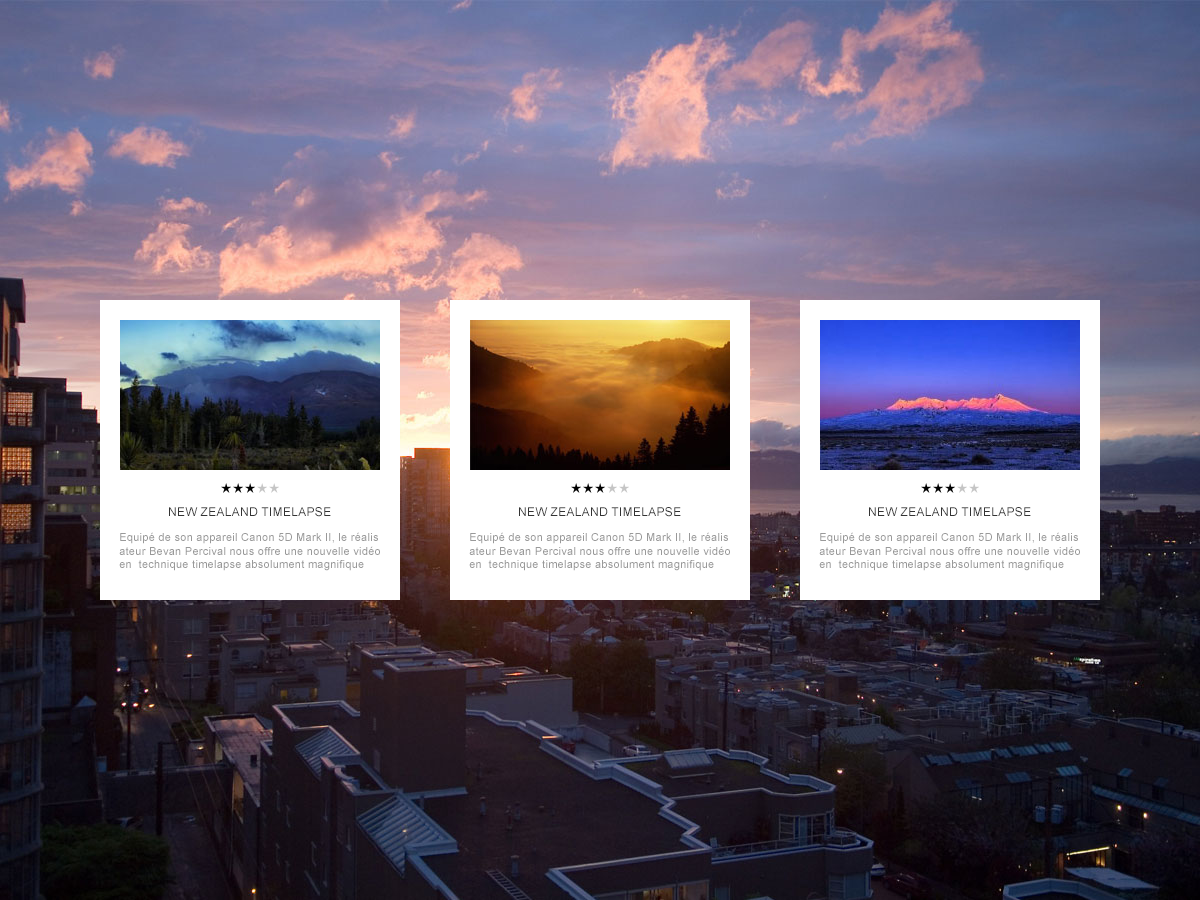 ★★★★★
NEW ZEALAND TIMELAPSE
Equipé de son appareil Canon 5D Mark II, le réalis
ateur Bevan Percival nous offre une nouvelle vidéo
en technique timelapse absolument magnifique
★★★★★
NEW ZEALAND TIMELAPSE
Equipé de son appareil Canon 5D Mark II, le réalis
ateur Bevan Percival nous offre une nouvelle vidéo
en technique timelapse absolument magnifique
★★★★★
NEW ZEALAND TIMELAPSE
Equipé de son appareil Canon 5D Mark II, le réalis
ateur Bevan Percival nous offre une nouvelle vidéo
en technique timelapse absolument magnifique